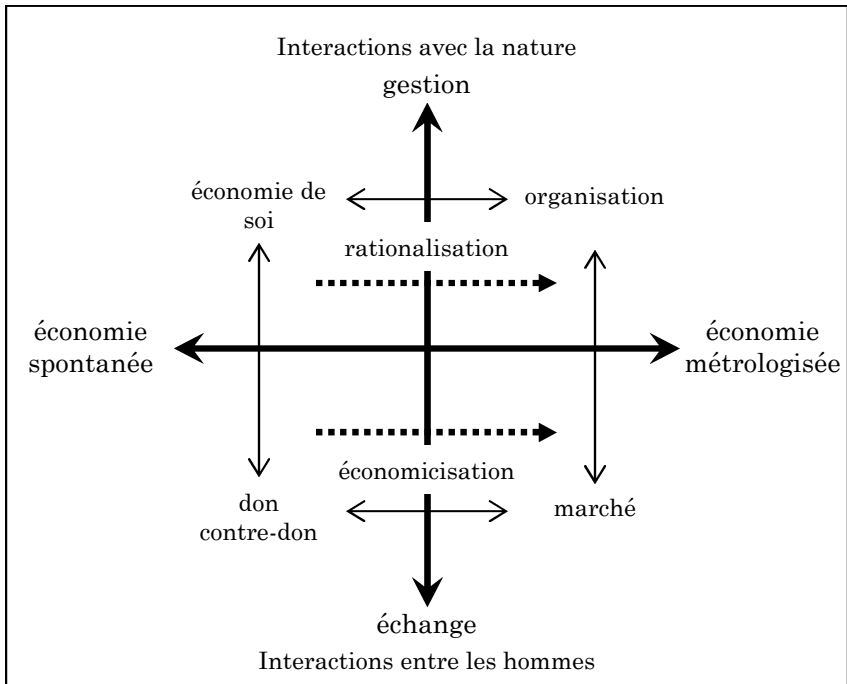 Interactions avec la nature
gestion
économie de
soi
organisation
rationalisation
économie
spontanée
économie
métrologisée
économicisation
don
contre-don
marché
échange
Interactions entre les hommes